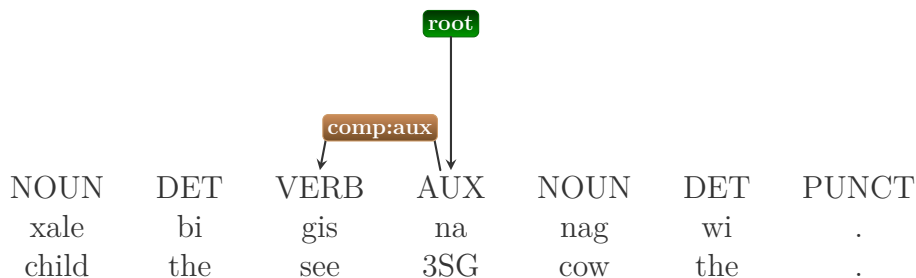 root
comp:aux
NOUN DET VERB AUX NOUN DET PUNCT
xale bi gis na nag wi .
child the see 3SG cow the .